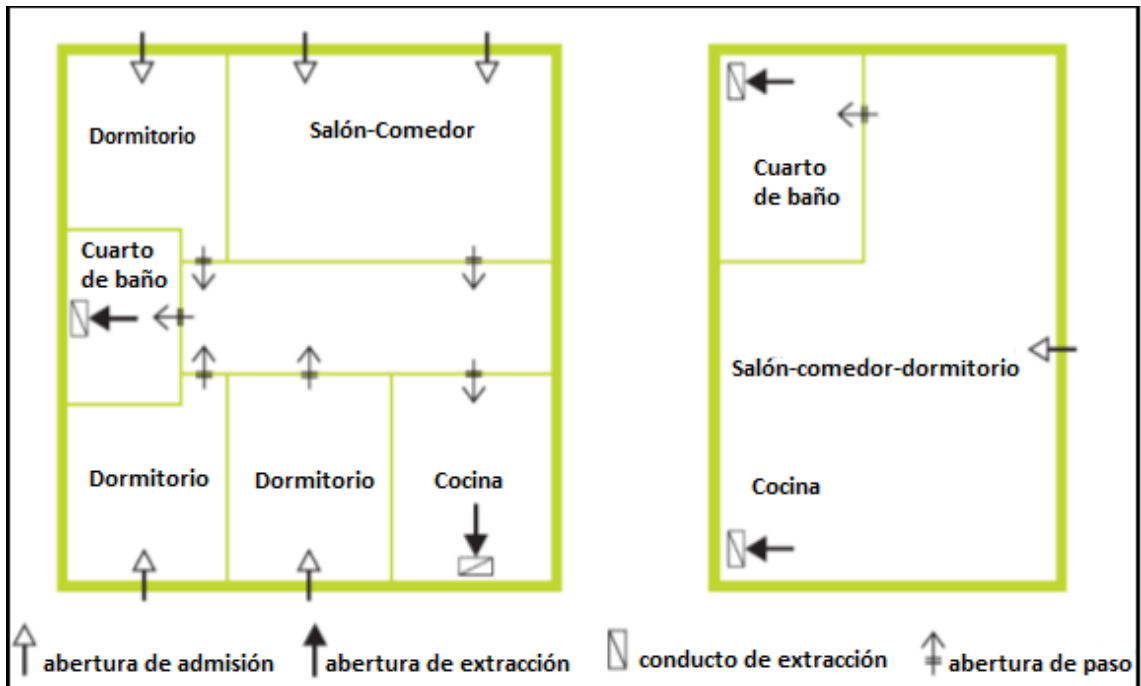 Dormitorio
Salón-Comedor
Cuarto
de baño
Dormitorio
Dormitorio
Cocina
Cuarto
de baño
Salón-comedor-dormitorio
Cocina
abertura de admisión
abertura de extracción
conducto de extracción
abertura de paso